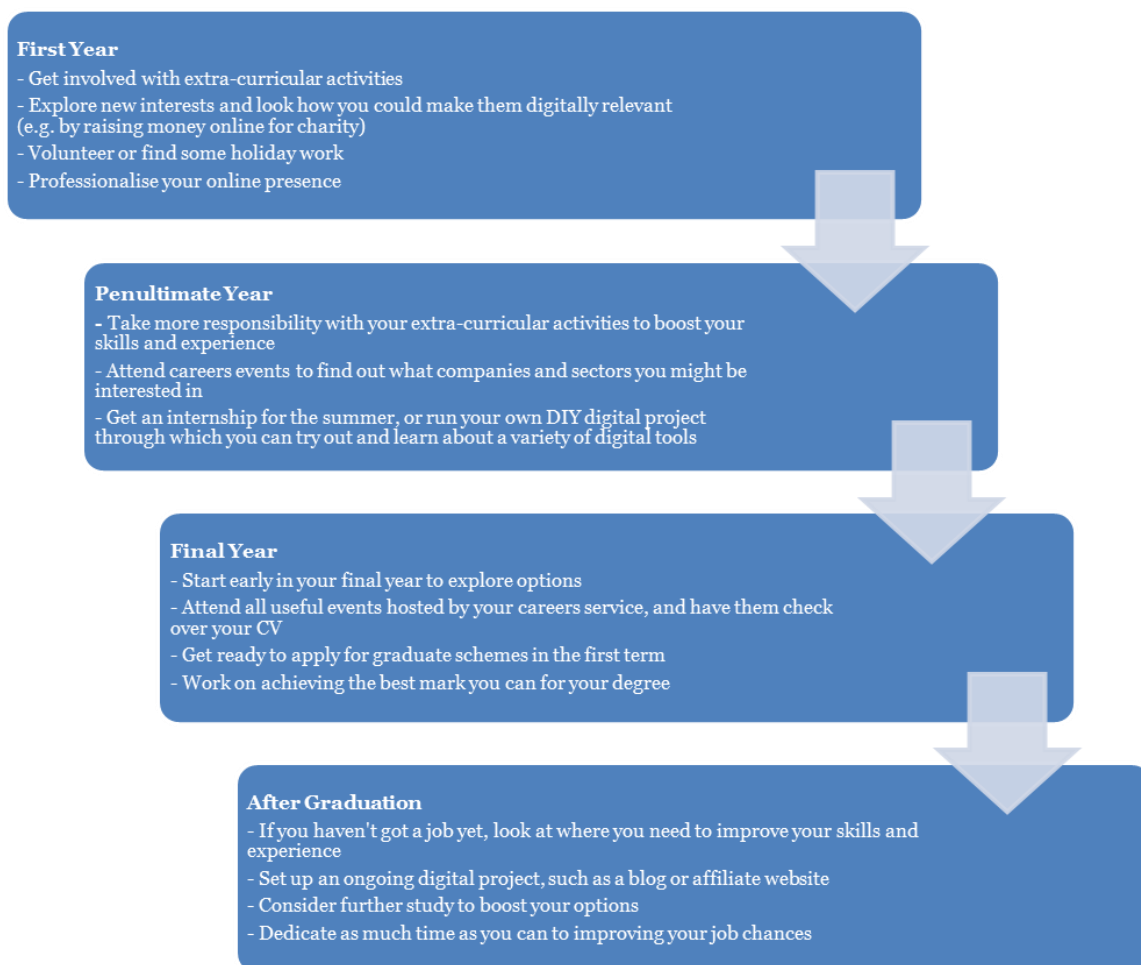 First Year
- Get involved with extra-curricular activities
- Explore new interests and look how you could make them digitally relevant
(e.g. by raising money online for charity)
- Volunteer or find some holiday work
- Professionalise your online presence
Penultimate Year
- Take more responsibility with your extra-curricular activities to boost your
skills and experience
- Attend careers events to find out what companies and sectors you might be
interested in
- Get an internship for the summer, or run your own DIY digital project
through which you can try out and learn about a variety of digital tools
Final Year
- Start early in your final year to explore options
- Attend all useful events hosted by your careers service, and have them check
over your CV
- Get ready to apply for graduate schemes in the first term
- Work on achieving the best mark you can for your degree
After Graduation
- If you haven't got a job yet, look at where you need to improve your skills and
experience
- Set up an ongoing digital project, such as a blog or affiliate website
- Consider further study to boost your options
- Dedicate as much time as you can to improving your job chances